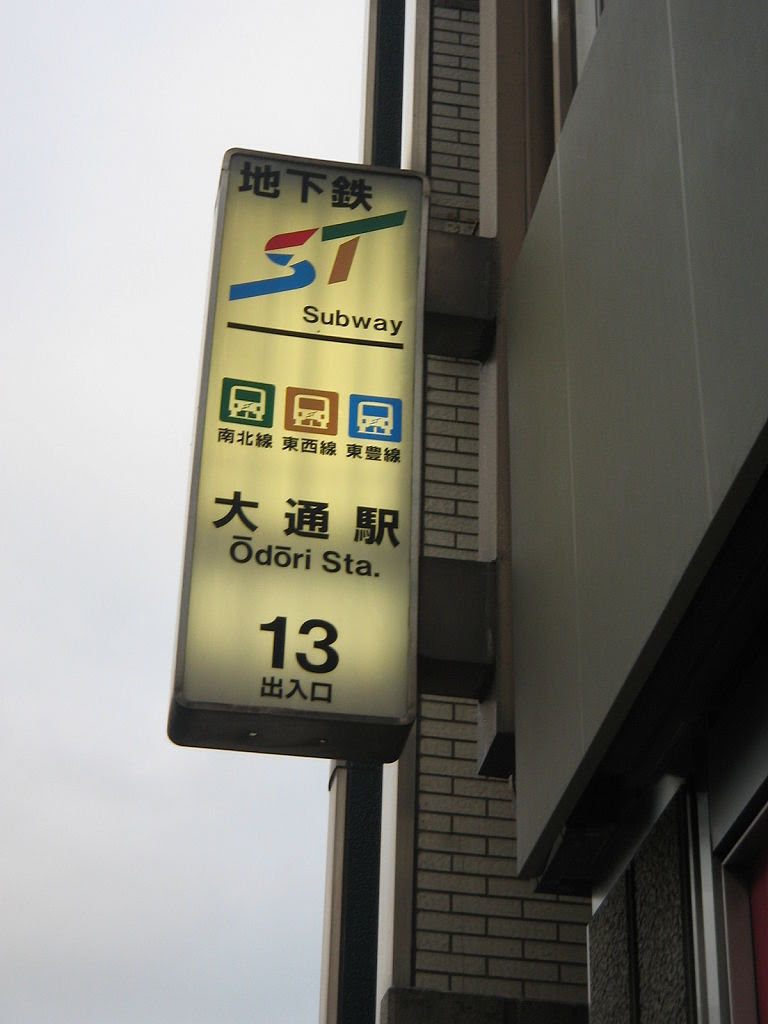 地下鉄
ST
Subway
南北線 東西線 東豊線
大通駅
Ōdōri Sta.
13
出入口